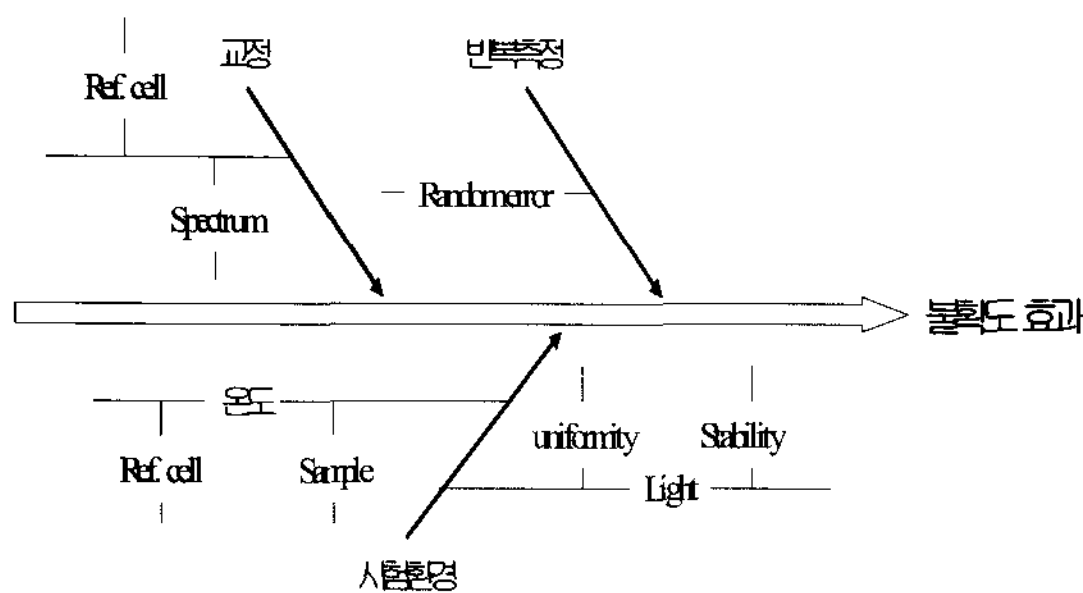 교정
반복측정
Ref. cell
Random error
Spectrum
불확도 효과
온도
uniformity
Stability
Ref. cell
Sample
Light
시험환경